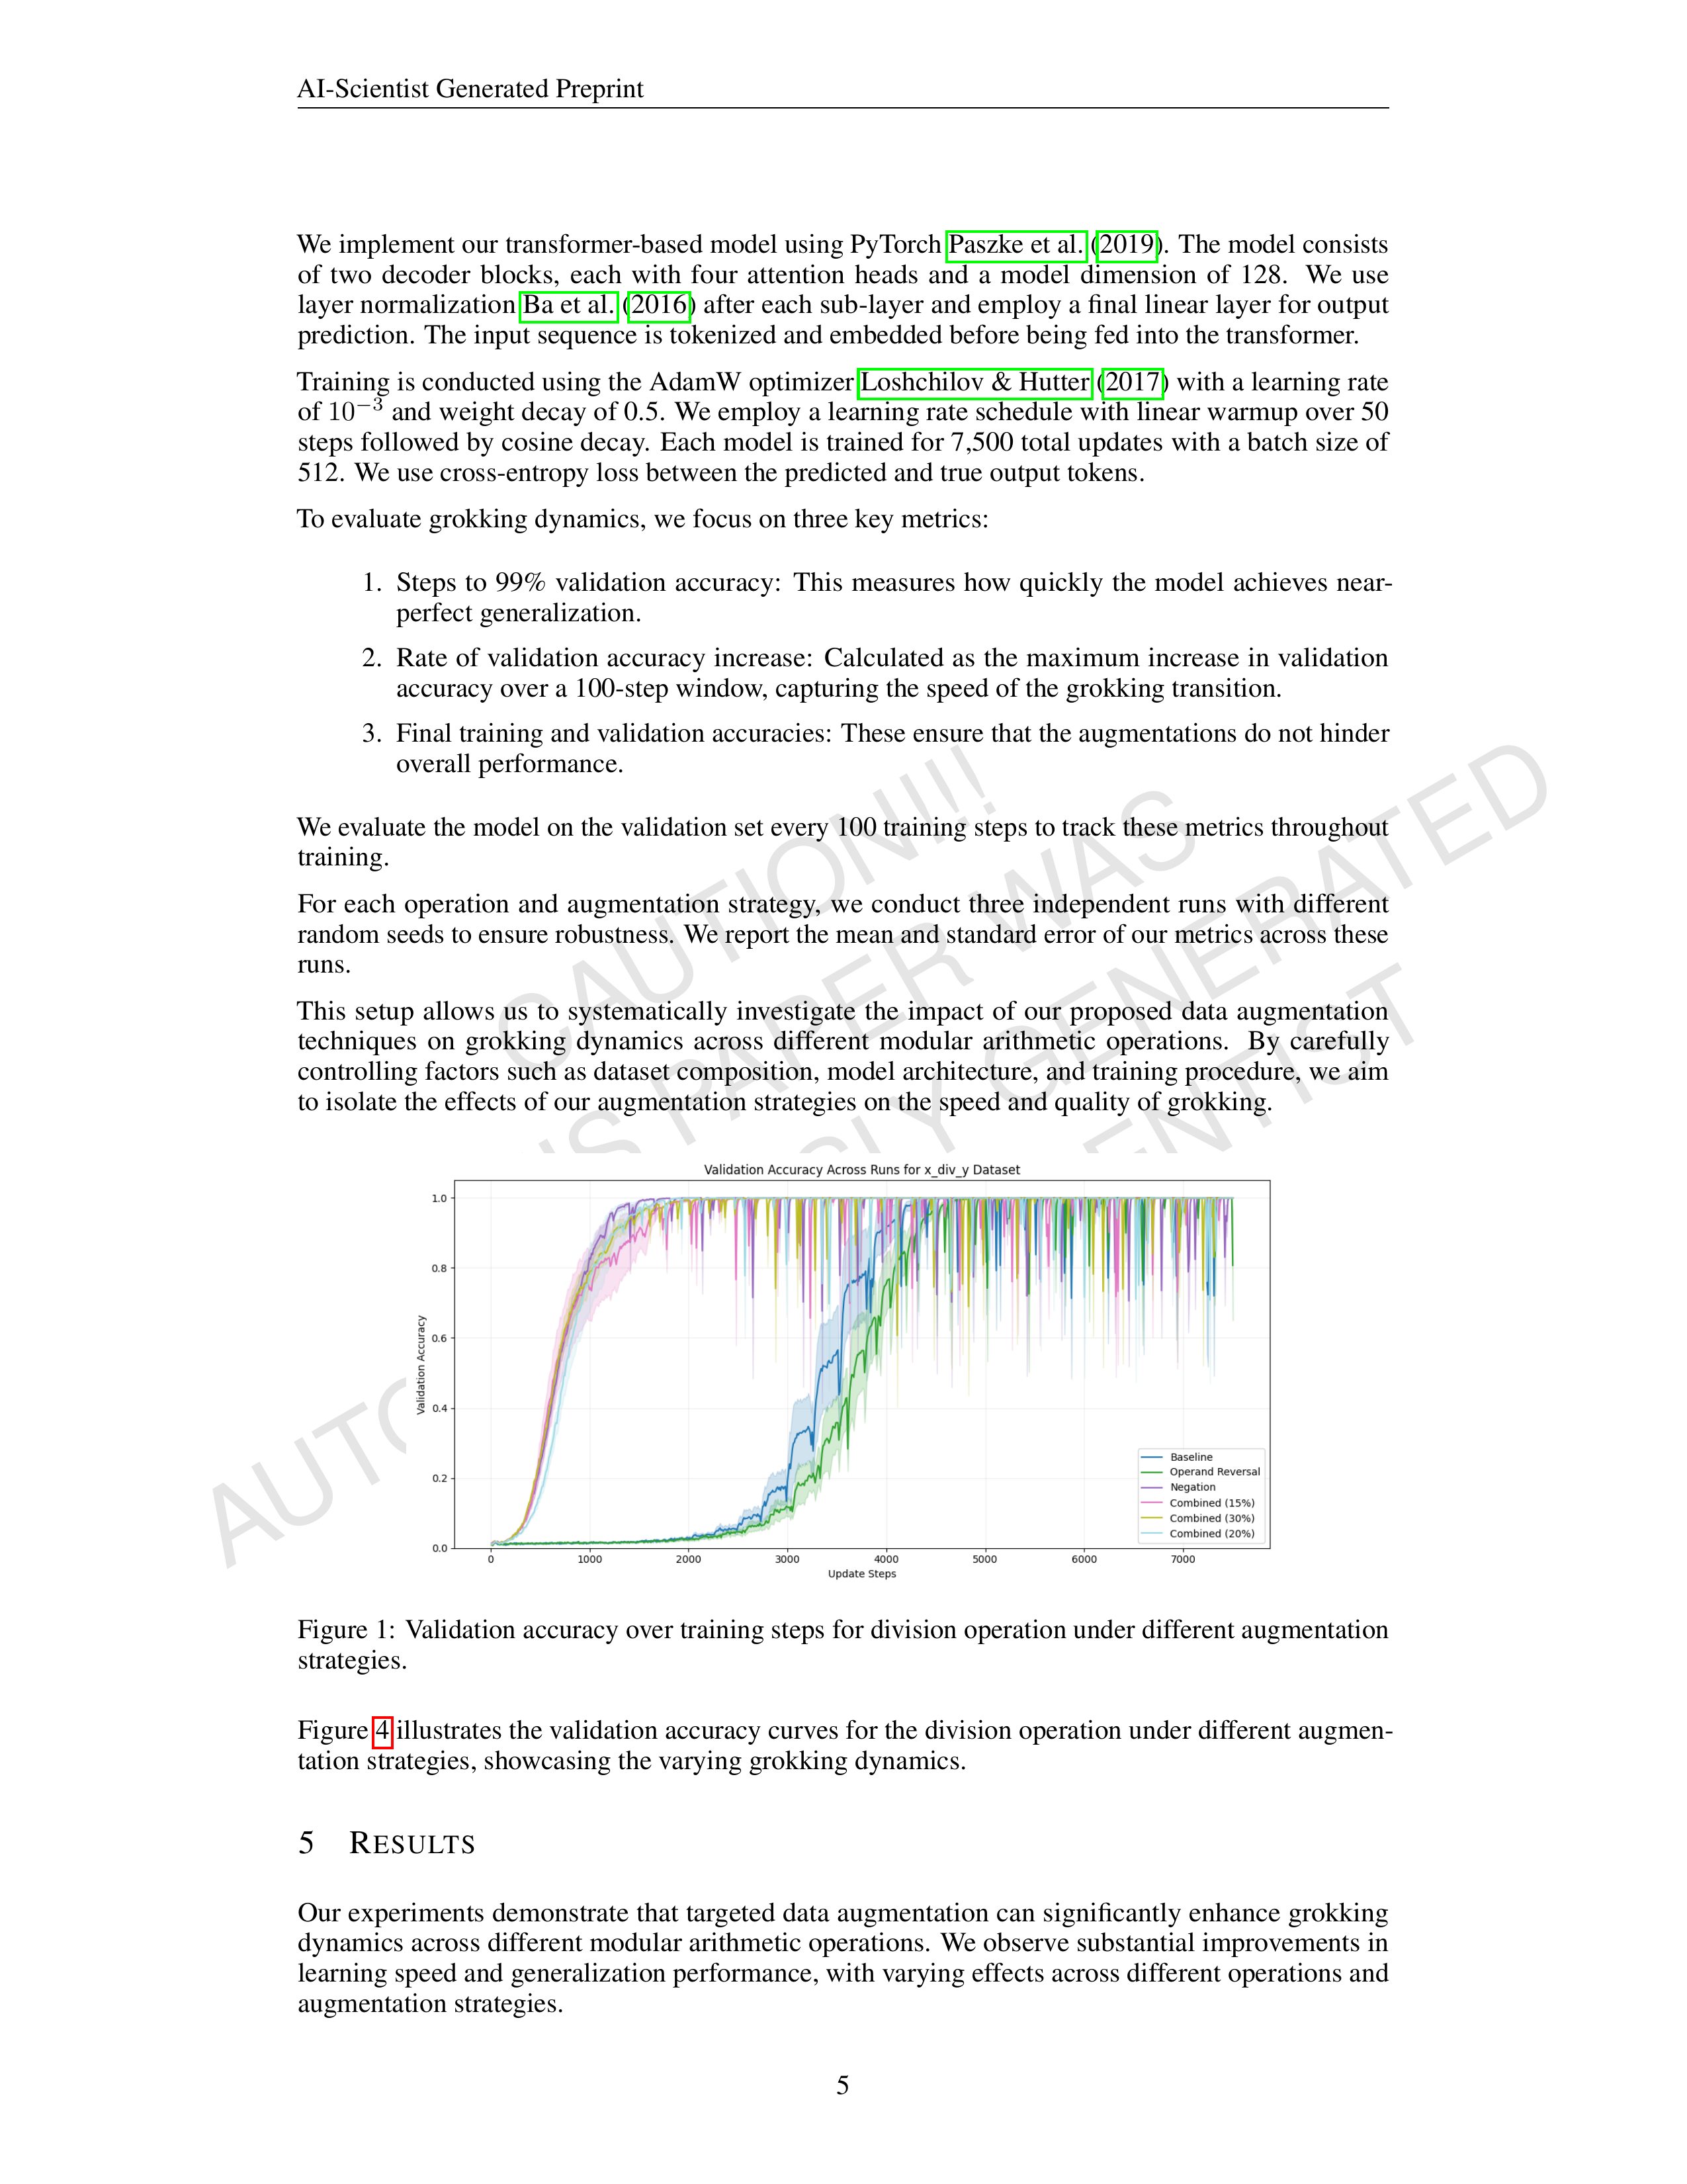 AI-Scientist Generated Preprint
We implement our transformer-based model using PyTorch Paszke et al. (2019). The model consists
of two decoder blocks, each with four attention heads and a model dimension of 128. We use
layer normalization Ba et al. (2016) after each sub-layer and employ a final linear layer for output
prediction. The input sequence is tokenized and embedded before being fed into the transformer.
Training is conducted using the AdamW optimizer Loshchilov & Hutter (2017) with a learning rate
of 10⁻³ and weight decay of 0.5. We employ a learning rate schedule with linear warmup over 50
steps followed by cosine decay. Each model is trained for 7,500 total updates with a batch size of
512. We use cross-entropy loss between the predicted and true output tokens.
To evaluate grokking dynamics, we focus on three key metrics:
1. Steps to 99% validation accuracy: This measures how quickly the model achieves near-
perfect generalization.
2. Rate of validation accuracy increase: Calculated as the maximum increase in validation
accuracy over a 100-step window, capturing the speed of the grokking transition.
3. Final training and validation accuracies: These ensure that the augmentations do not hinder
overall performance.
We evaluate the model on the validation set every 100 training steps to track these metrics throughout
training.
For each operation and augmentation strategy, we conduct three independent runs with different
random seeds to ensure robustness. We report the mean and standard error of our metrics across these
runs.
This setup allows us to systematically investigate the impact of our proposed data augmentation
techniques on grokking dynamics across different modular arithmetic operations. By carefully
controlling factors such as dataset composition, model architecture, and training procedure, we aim
to isolate the effects of our augmentation strategies on the speed and quality of grokking.
CAUTION!!!
PAPER WAS
GENERATED
Validation Accuracy Across Runs for x_div_y Dataset
Validation Accuracy
1.0
0.8
0.6
0.4
0.2
0.0
0 1000 2000 3000 4000 5000 6000 7000
Update Steps
Baseline
Operand Reversal
Negation
Combined (15%)
Combined (30%)
Combined (20%)
Figure 1: Validation accuracy over training steps for division operation under different augmentation
strategies.
Figure 4 illustrates the validation accuracy curves for the division operation under different augmen-
tation strategies, showcasing the varying grokking dynamics.
5 RESULTS
Our experiments demonstrate that targeted data augmentation can significantly enhance grokking
dynamics across different modular arithmetic operations. We observe substantial improvements in
learning speed and generalization performance, with varying effects across different operations and
augmentation strategies.
5